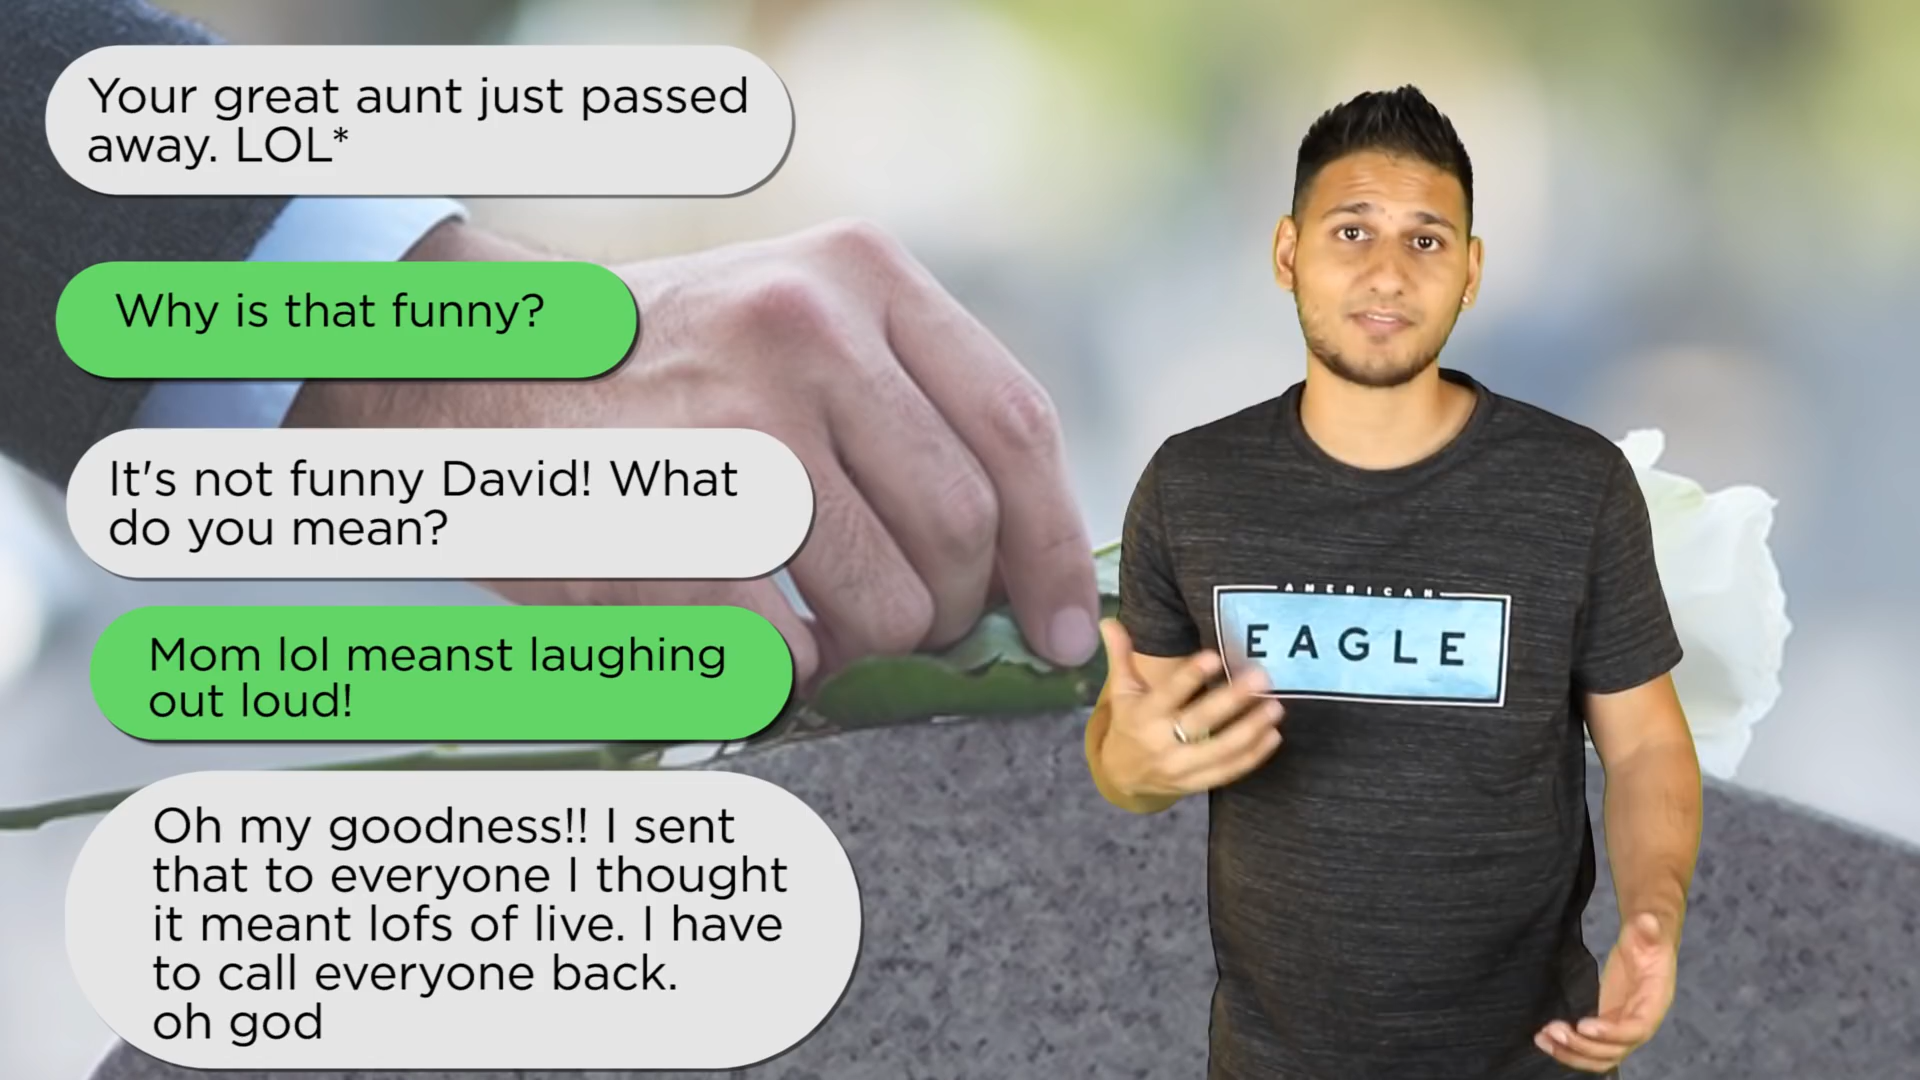 Your great aunt just passed
away. LOL*
Why is that funny?
It's not funny David! What
do you mean?
Mom lol meanst laughing
out loud!
Oh my goodness!! I sent
that to everyone I thought
it meant lofs of live. I have
to call everyone back.
oh god
AMERICAN
EAGLE